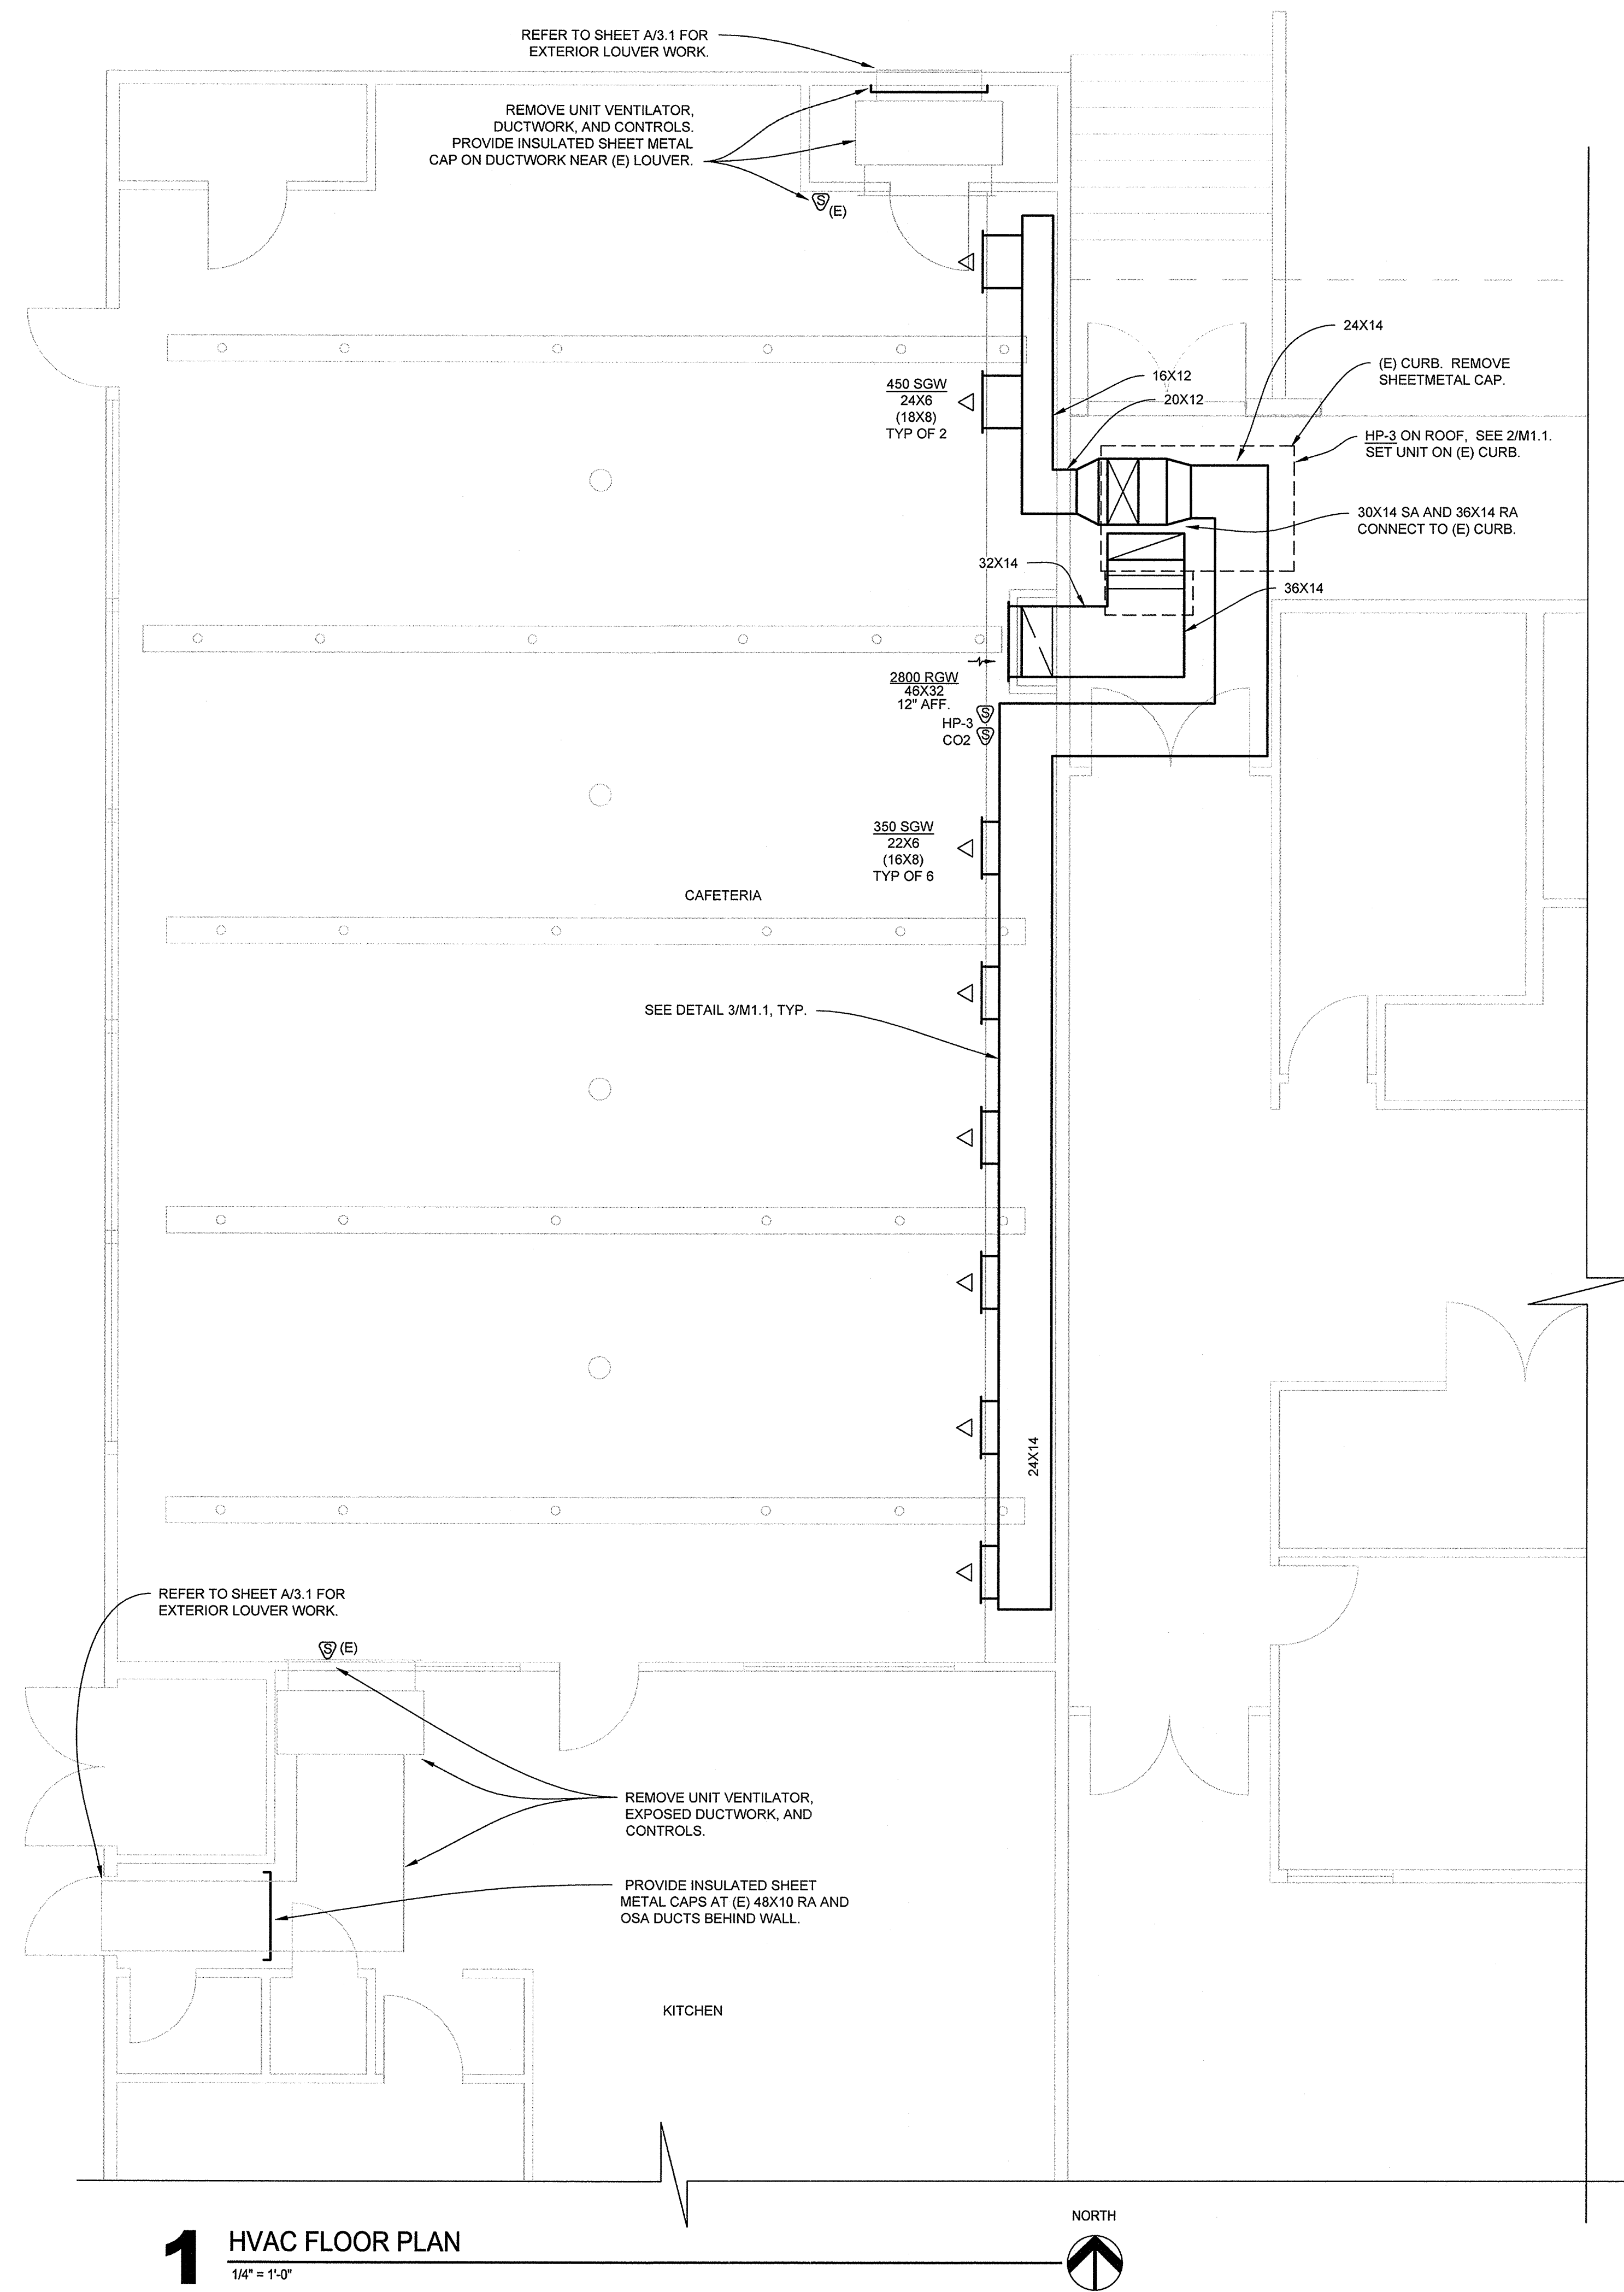 REFER TO SHEET A/3.1 FOR
EXTERIOR LOUVER WORK.
REMOVE UNIT VENTILATOR,
DUCTWORK, AND CONTROLS.
PROVIDE INSULATED SHEET METAL
CAP ON DUCTWORK NEAR (E) LOUVER.
S
(E)
24X14
(E) CURB. REMOVE
SHEETMETAL CAP.
16X12
20X12
450 SGW
24X6
(18X8)
TYP OF 2
HP-3 ON ROOF, SEE 2/M1.1.
SET UNIT ON (E) CURB.
30X14 SA AND 36X14 RA
CONNECT TO (E) CURB.
32X14
36X14
2800 RGW
46X32
12" AFF.
S
HP-3
CO2
S
350 SGW
22X6
(16X8)
TYP OF 6
CAFETERIA
SEE DETAIL 3/M1.1, TYP.
24X14
REFER TO SHEET A/3.1 FOR
EXTERIOR LOUVER WORK.
S (E)
REMOVE UNIT VENTILATOR,
EXPOSED DUCTWORK, AND
CONTROLS.
PROVIDE INSULATED SHEET
METAL CAPS AT (E) 48X10 RA AND
OSA DUCTS BEHIND WALL.
KITCHEN
NORTH
1 HVAC FLOOR PLAN
1/4" = 1'-0"